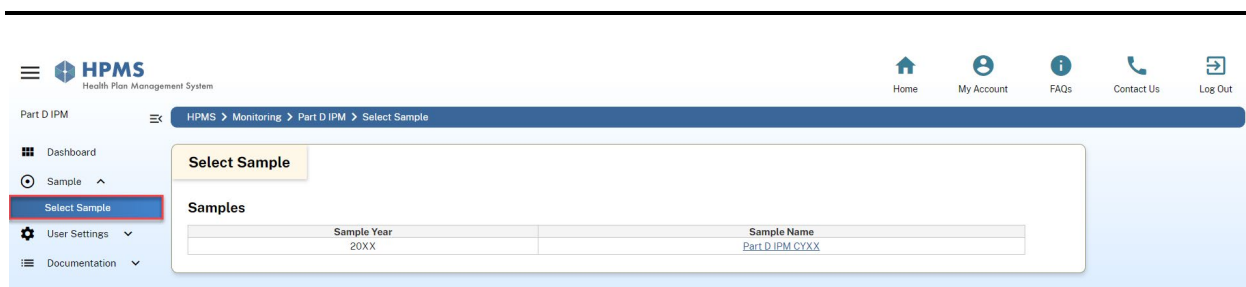 HPMS
Health Plan Management System
Home
My Account
FAQs
Contact Us
Log Out
Part D IPM
HPMS > Monitoring > Part D IPM > Select Sample
Dashboard
Sample
Select Sample
User Settings
Documentation
Select Sample
Samples
Sample Year Sample Name
20XX Part D IPM CYXX